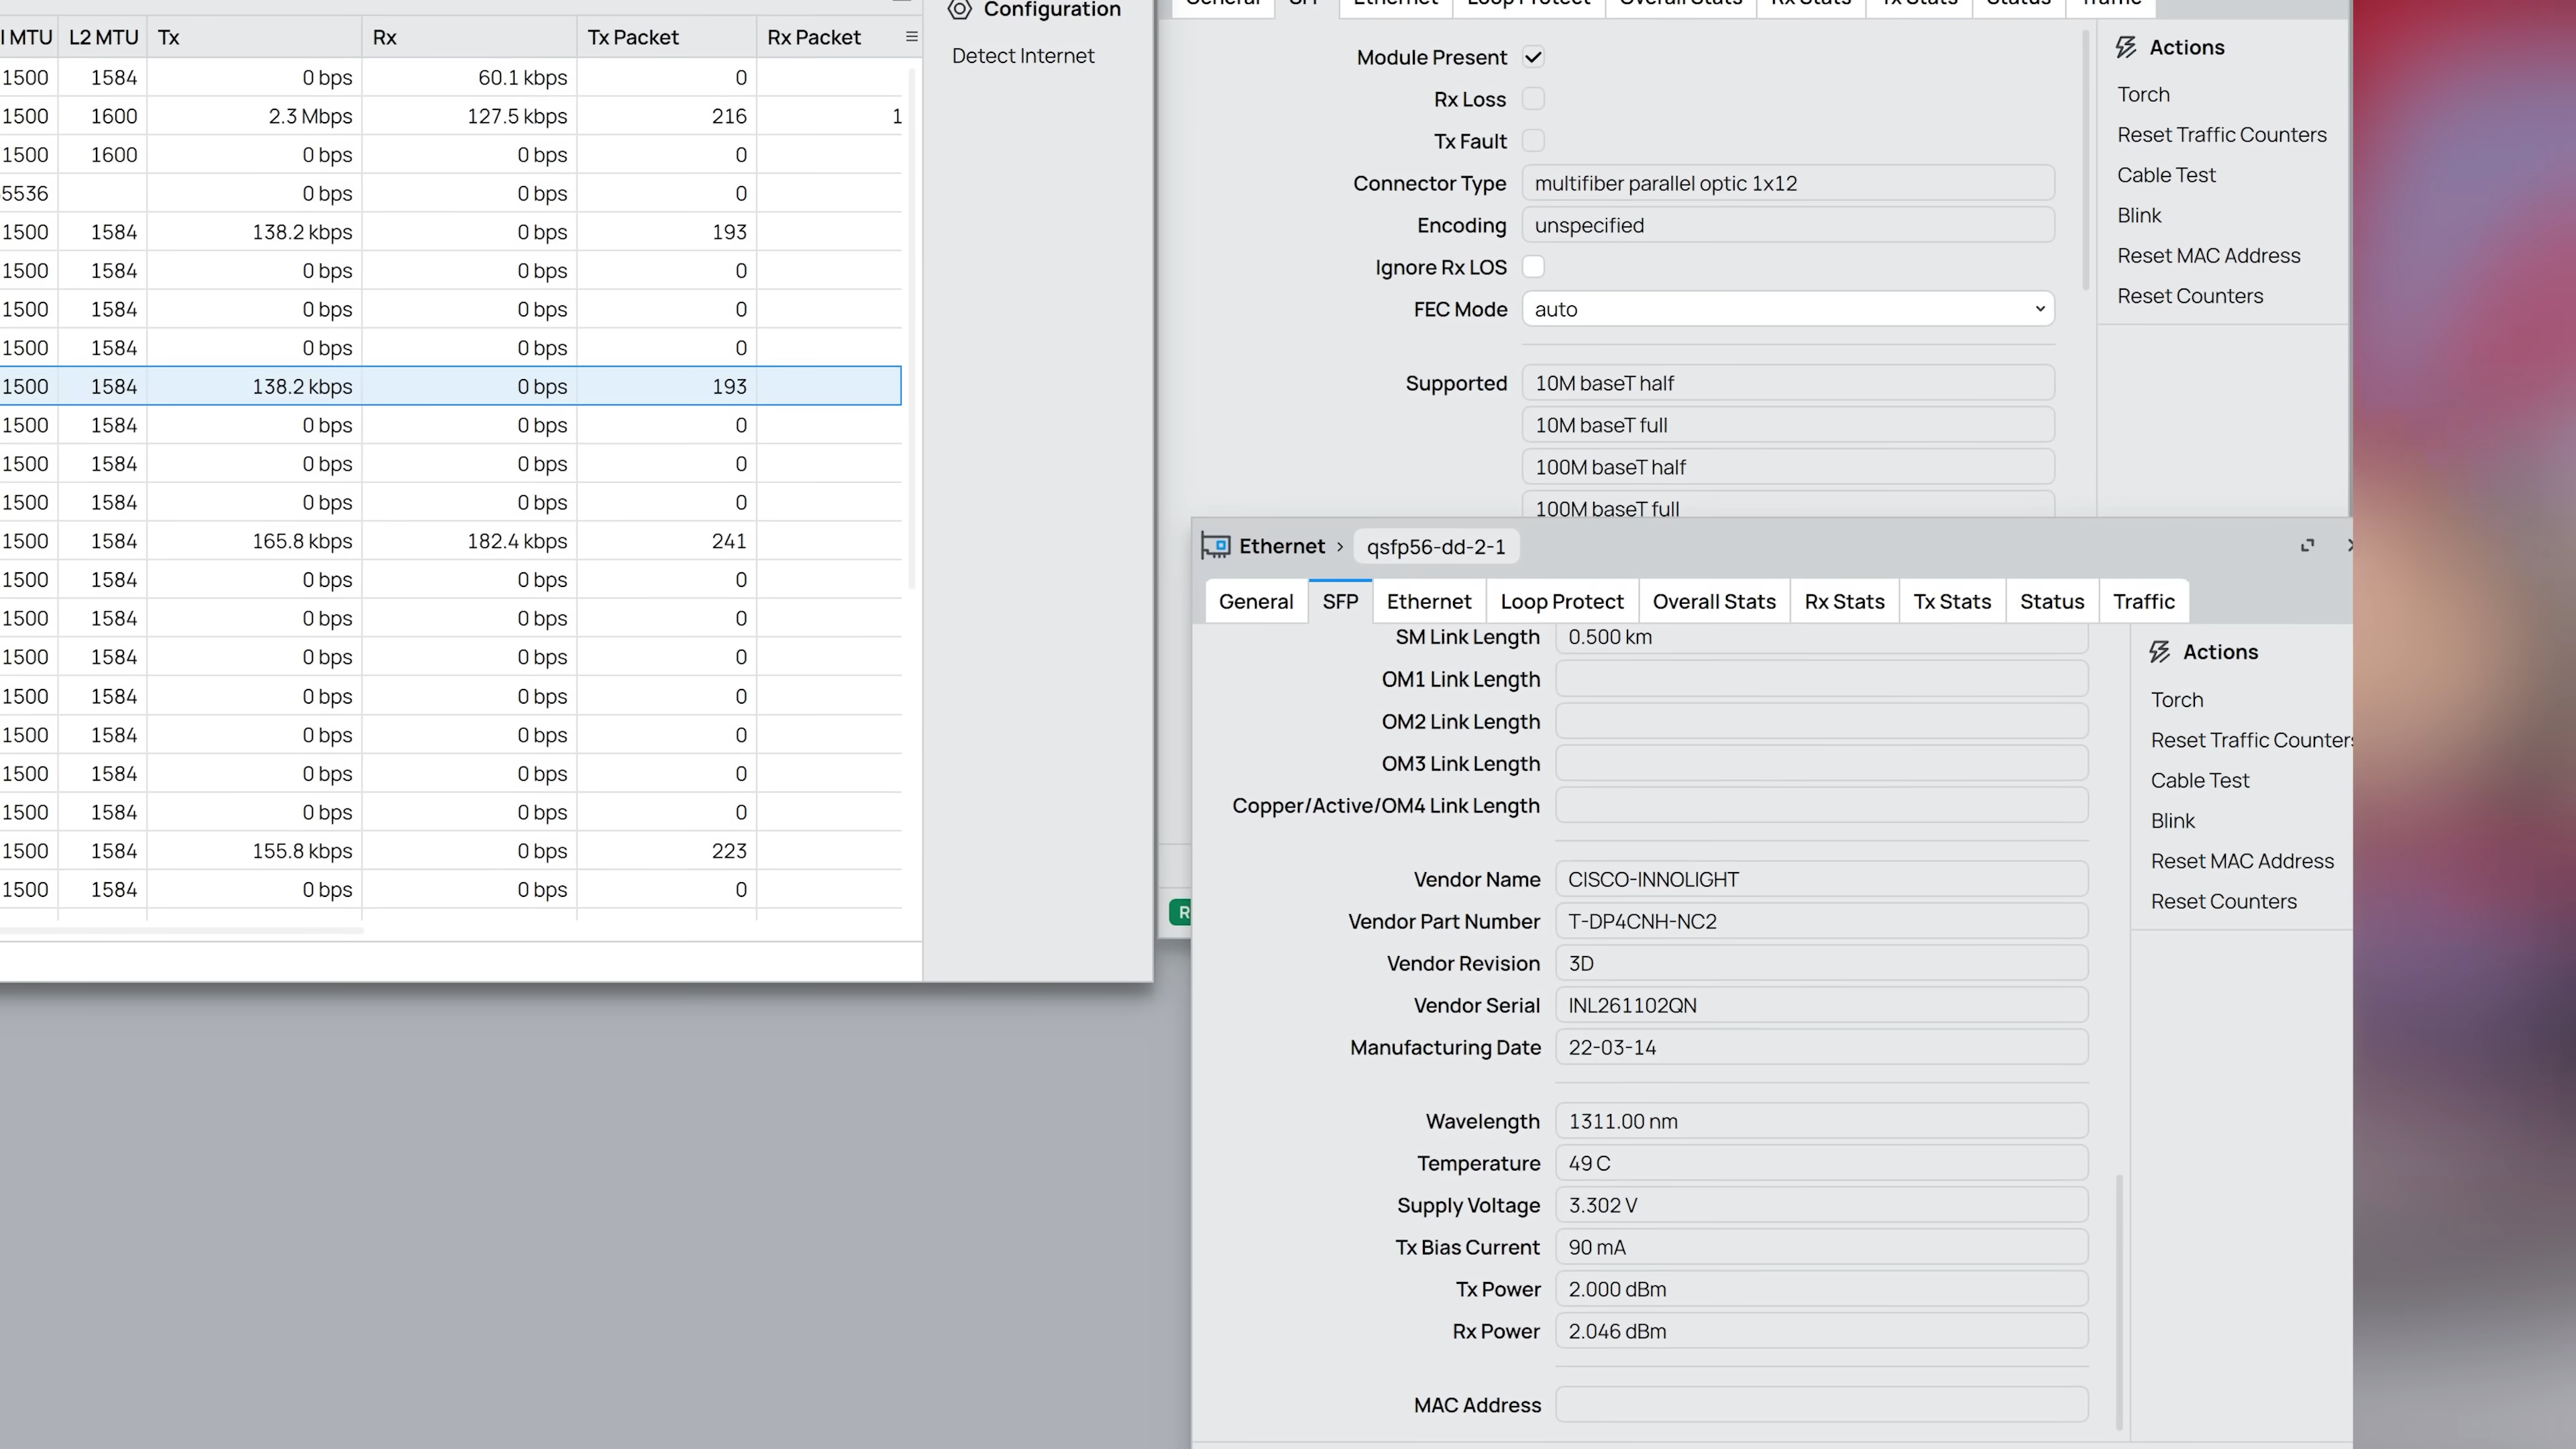 Configuration
Detect Internet
MTU L2 MTU Tx Rx Tx Packet Rx Packet
1500 1584 0 bps 60.1 kbps 0
1500 1600 2.3 Mbps 127.5 kbps 216 1
1500 1600 0 bps 0 bps 0
5536 0 bps 0 bps 0
1500 1584 138.2 kbps 0 bps 193
1500 1584 0 bps 0 bps 0
1500 1584 0 bps 0 bps 0
1500 1584 0 bps 0 bps 0
1500 1584 138.2 kbps 0 bps 193
1500 1584 0 bps 0 bps 0
1500 1584 0 bps 0 bps 0
1500 1584 0 bps 0 bps 0
1500 1584 165.8 kbps 182.4 kbps 241
1500 1584 0 bps 0 bps 0
1500 1584 0 bps 0 bps 0
1500 1584 0 bps 0 bps 0
1500 1584 0 bps 0 bps 0
1500 1584 0 bps 0 bps 0
1500 1584 0 bps 0 bps 0
1500 1584 0 bps 0 bps 0
1500 1584 155.8 kbps 0 bps 223
1500 1584 0 bps 0 bps 0
General Ethernet Loop Protect Overall Stats Rx Stats Tx Stats Status Traffic
Module Present
Rx Loss
Tx Fault
Connector Type multifiber parallel optic 1x12
Encoding unspecified
Ignore Rx LOS
FEC Mode auto
Supported 10M baseT half
10M baseT full
100M baseT half
100M baseT full
Actions
Torch
Reset Traffic Counters
Cable Test
Blink
Reset MAC Address
Reset Counters
R
Ethernet › qsfp56-dd-2-1
General SFP Ethernet Loop Protect Overall Stats Rx Stats Tx Stats Status Traffic
SM Link Length 0.500 km
OM1 Link Length
OM2 Link Length
OM3 Link Length
Copper/Active/OM4 Link Length
Vendor Name CISCO-INNOLIGHT
Vendor Part Number T-DP4CNH-NC2
Vendor Revision 3D
Vendor Serial INL261102QN
Manufacturing Date 22-03-14
Wavelength 1311.00 nm
Temperature 49 C
Supply Voltage 3.302 V
Tx Bias Current 90 mA
Tx Power 2.000 dBm
Rx Power 2.046 dBm
MAC Address
Actions
Torch
Reset Traffic Counters
Cable Test
Blink
Reset MAC Address
Reset Counters